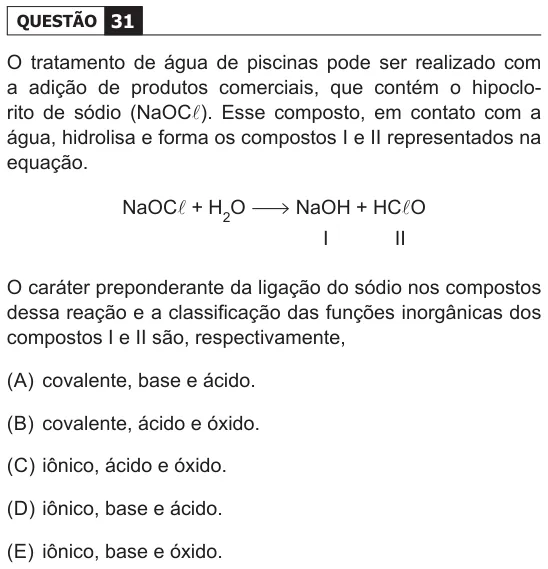 QUESTÃO 31
O tratamento de água de piscinas pode ser realizado com
a adição de produtos comerciais, que contém o hipoclo-
rito de sódio (NaOCℓ). Esse composto, em contato com a
água, hidrolisa e forma os compostos I e II representados na
equação.
NaOCℓ + H₂O ⟶ NaOH + HCℓO
I II
O caráter preponderante da ligação do sódio nos compostos
dessa reação e a classificação das funções inorgânicas dos
compostos I e II são, respectivamente,
(A) covalente, base e ácido.
(B) covalente, ácido e óxido.
(C) iônico, ácido e óxido.
(D) iônico, base e ácido.
(E) iônico, base e óxido.